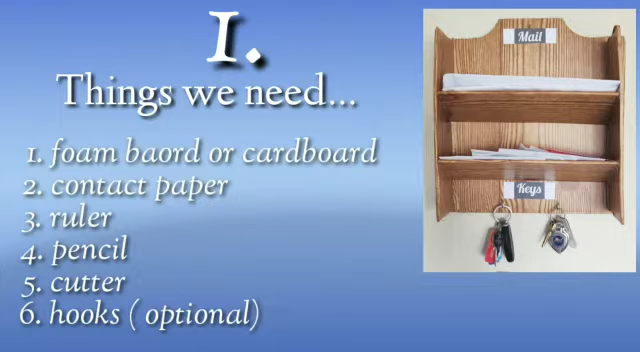 1.
Things we need...
1. foam baord or cardboard
2. contact paper
3. ruler
4. pencil
5. cutter
6. hooks ( optional)
Mail
Keys